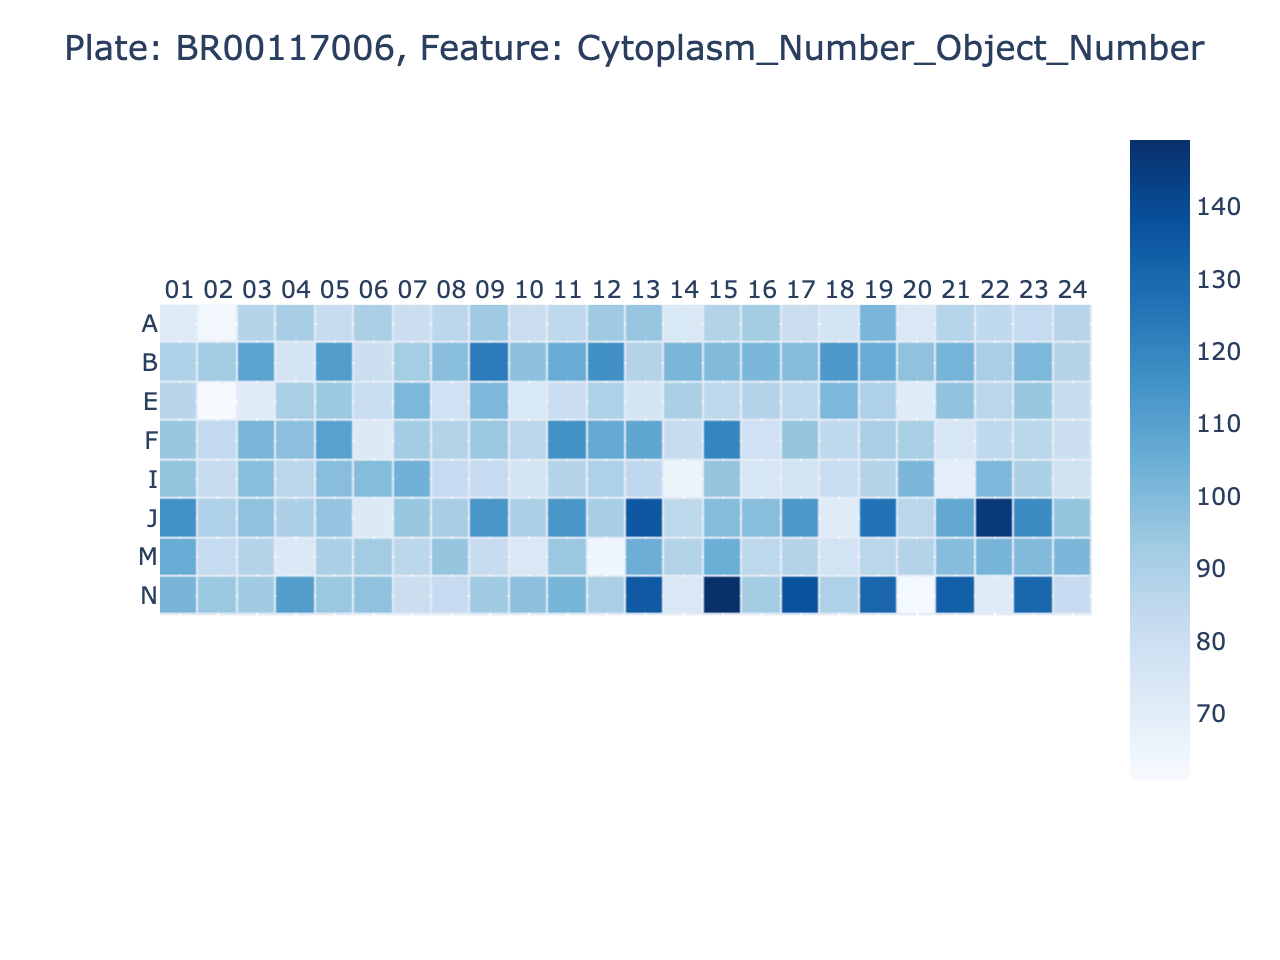 Plate: BR00117006, Feature: Cytoplasm_Number_Object_Number
01 02 03 04 05 06 07 08 09 10 11 12 13 14 15 16 17 18 19 20 21 22 23 24
A
B
E
F
I
J
M
N
140
130
120
110
100
90
80
70